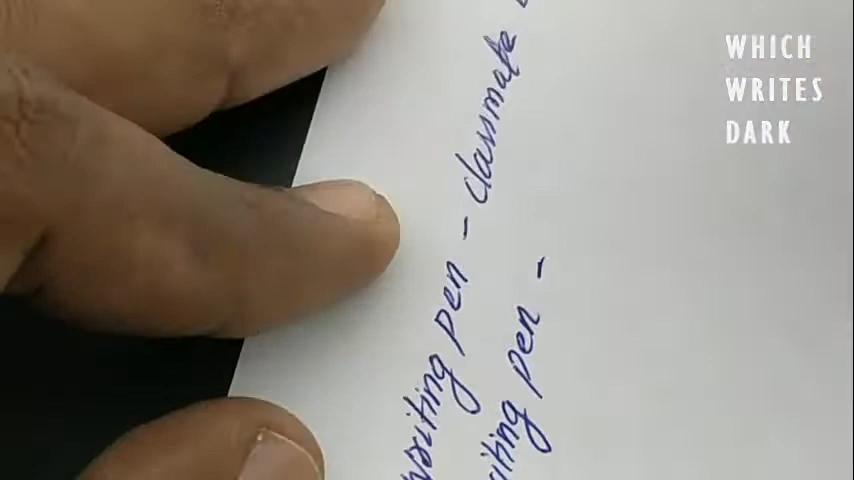 writing pen - classmate
writing pen -
WHICH
WRITES
DARK